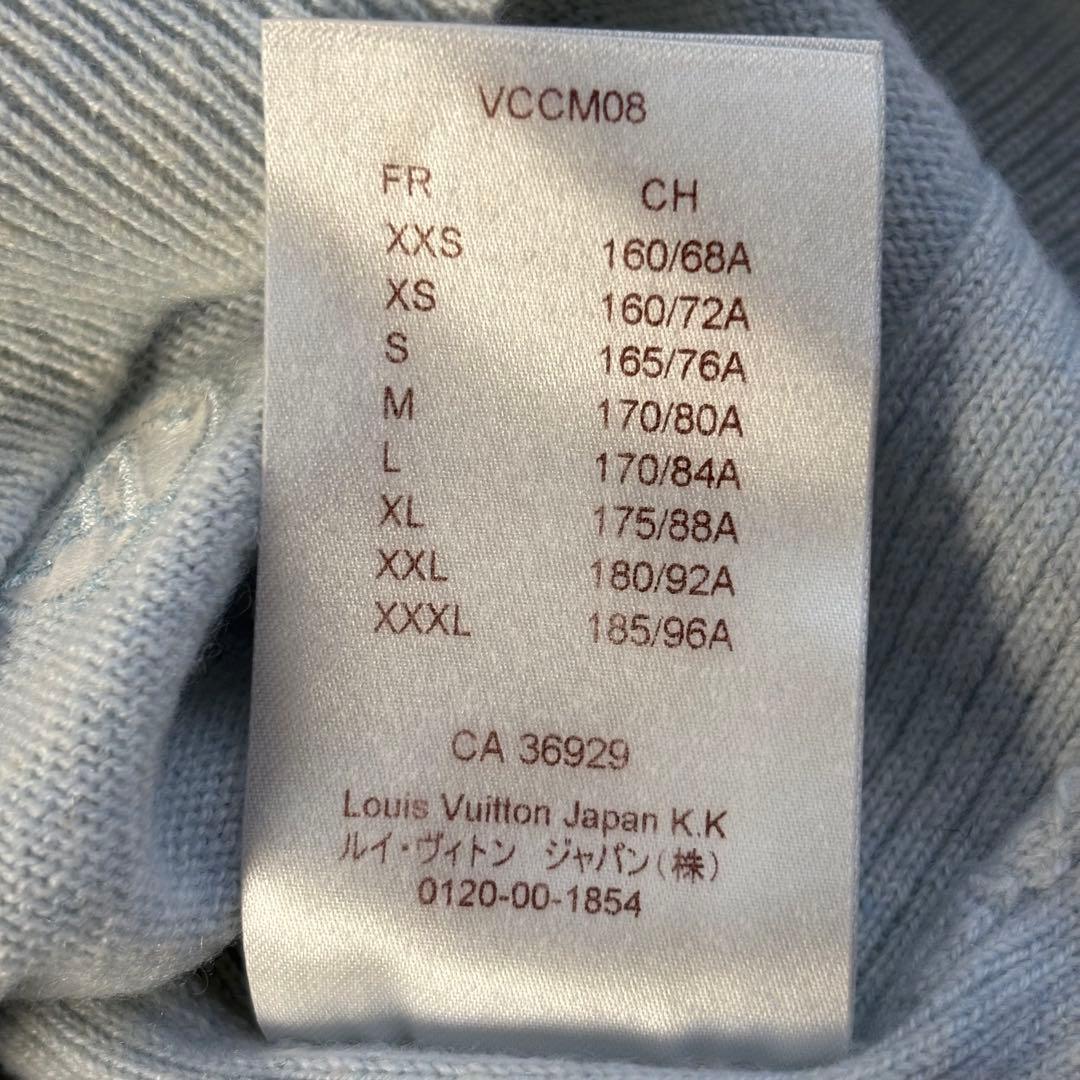 VCCM08
FR CH
XXS 160/68A
XS 160/72A
S 165/76A
M 170/80A
L 170/84A
XL 175/88A
XXL 180/92A
XXXL 185/96A
CA 36929
Louis Vuitton Japan K.K
ルイ・ヴィトン ジャパン(株)
0120-00-1854